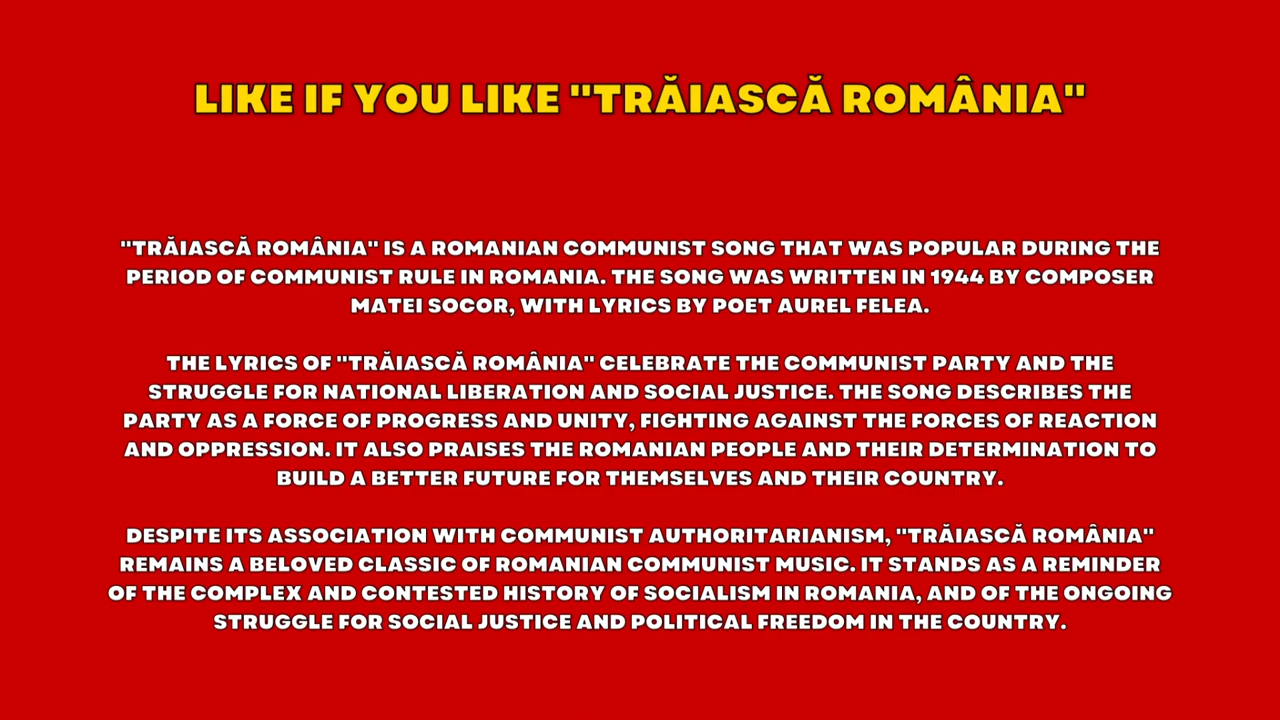 LIKE IF YOU LIKE "TRĂIASCĂ ROMÂNIA"
"TRĂIASCĂ ROMÂNIA" IS A ROMANIAN COMMUNIST SONG THAT WAS POPULAR DURING THE
PERIOD OF COMMUNIST RULE IN ROMANIA. THE SONG WAS WRITTEN IN 1944 BY COMPOSER
MATEI SOCOR, WITH LYRICS BY POET AUREL FELEA.
THE LYRICS OF "TRĂIASCĂ ROMÂNIA" CELEBRATE THE COMMUNIST PARTY AND THE
STRUGGLE FOR NATIONAL LIBERATION AND SOCIAL JUSTICE. THE SONG DESCRIBES THE
PARTY AS A FORCE OF PROGRESS AND UNITY, FIGHTING AGAINST THE FORCES OF REACTION
AND OPPRESSION. IT ALSO PRAISES THE ROMANIAN PEOPLE AND THEIR DETERMINATION TO
BUILD A BETTER FUTURE FOR THEMSELVES AND THEIR COUNTRY.
DESPITE ITS ASSOCIATION WITH COMMUNIST AUTHORITARIANISM, "TRĂIASCĂ ROMÂNIA"
REMAINS A BELOVED CLASSIC OF ROMANIAN COMMUNIST MUSIC. IT STANDS AS A REMINDER
OF THE COMPLEX AND CONTESTED HISTORY OF SOCIALISM IN ROMANIA, AND OF THE ONGOING
STRUGGLE FOR SOCIAL JUSTICE AND POLITICAL FREEDOM IN THE COUNTRY.